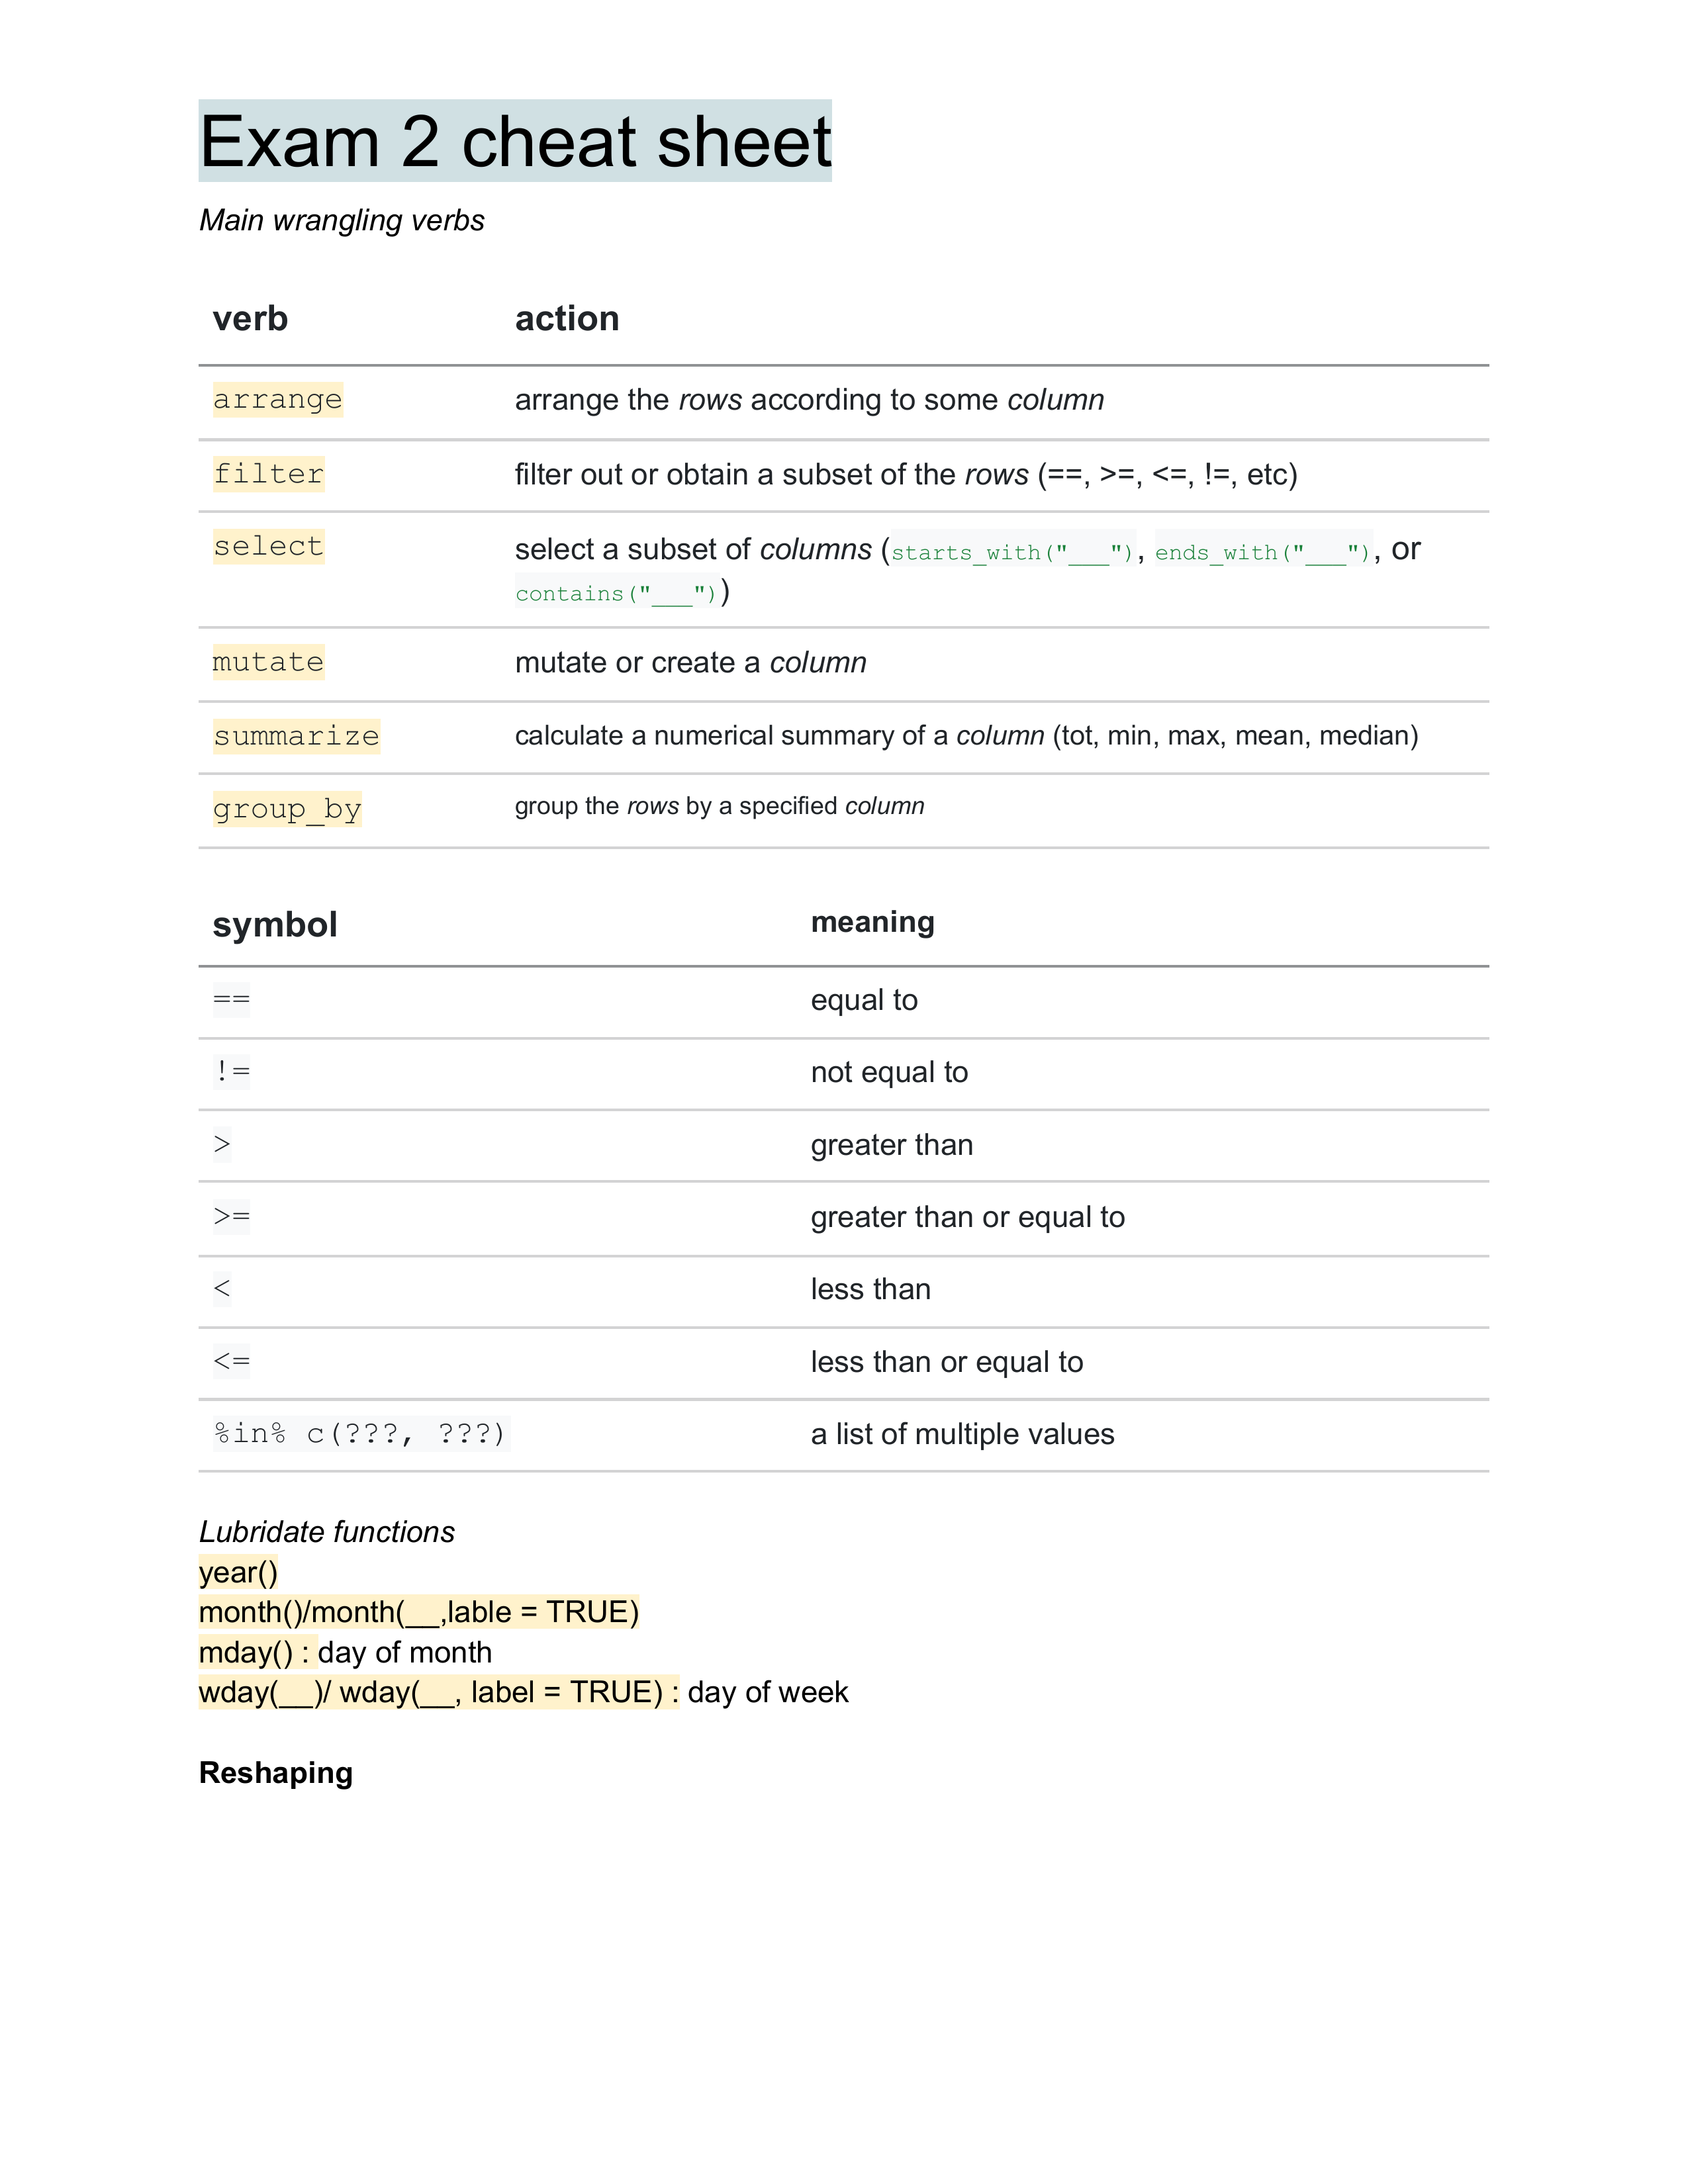 Exam 2 cheat sheet
Main wrangling verbs
verb action
arrange arrange the rows according to some column
filter filter out or obtain a subset of the rows (==, >=, <=, !=, etc)
select select a subset of columns (starts_with("___"), ends_with("___"), or
contains("___"))
mutate mutate or create a column
summarize calculate a numerical summary of a column (tot, min, max, mean, median)
group_by group the rows by a specified column
symbol meaning
== equal to
!= not equal to
> greater than
>= greater than or equal to
< less than
<= less than or equal to
%in% c(???, ???) a list of multiple values
Lubridate functions
year()
month()/month(__,lable = TRUE)
mday() : day of month
wday(__)/ wday(__, label = TRUE) : day of week
Reshaping